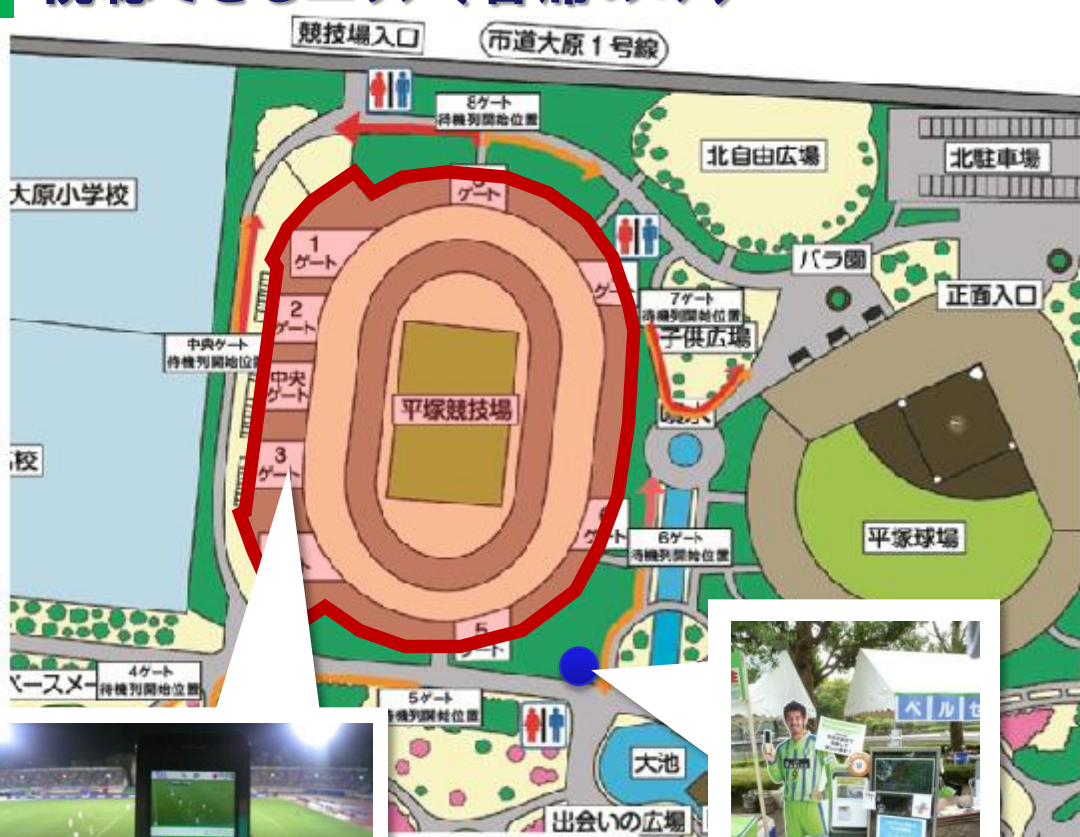 競技場入口
市道大原1号線
8ゲート
待機列開始位置
北自由広場
北駐車場
大原小学校
ゲート
1
ゲート
バラ園
正面入口
2
ゲート
7ゲート
待機列開始位置
子供広場
中央ゲート
待機列開始位置
中央
ゲート
平塚競技場
噴水
校
3
ゲート
6ゲート
待機列開始位置
平塚球場
5
ゲート
4ゲート
待機列開始位置
5ゲート
待機列開始位置
大池
出会いの広場
ベルセ